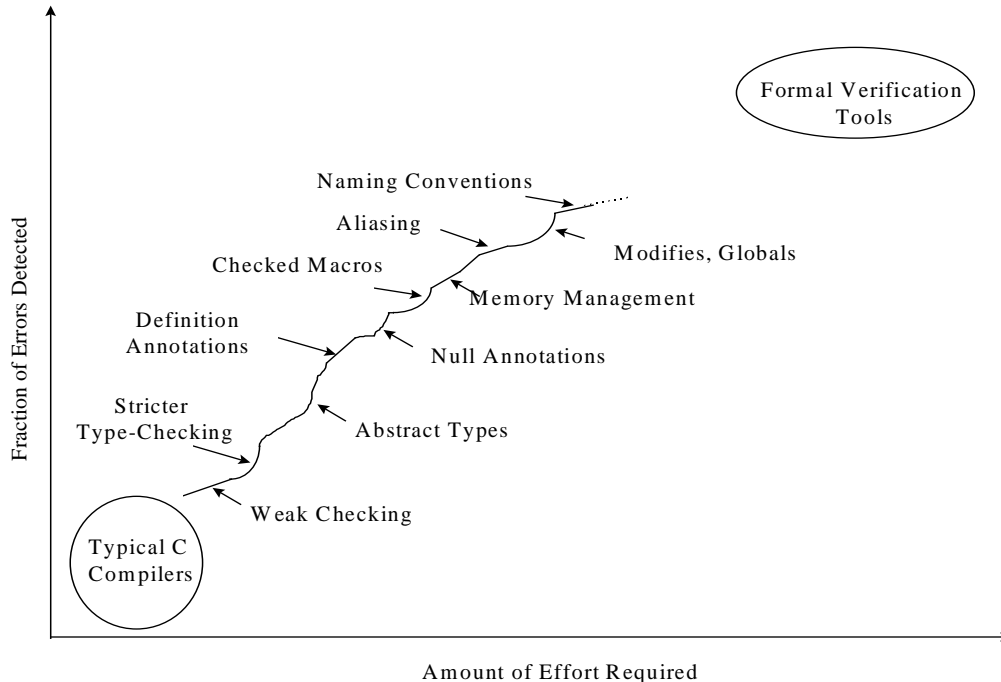 Formal Verification
Tools
Naming Conventions
Aliasing
Modifies, Globals
Checked Macros
Memory Management
Definition
Annotations
Null Annotations
Stricter
Type-Checking
Abstract Types
Weak Checking
Typical C
Compilers
Fraction of Errors Detected
Amount of Effort Required